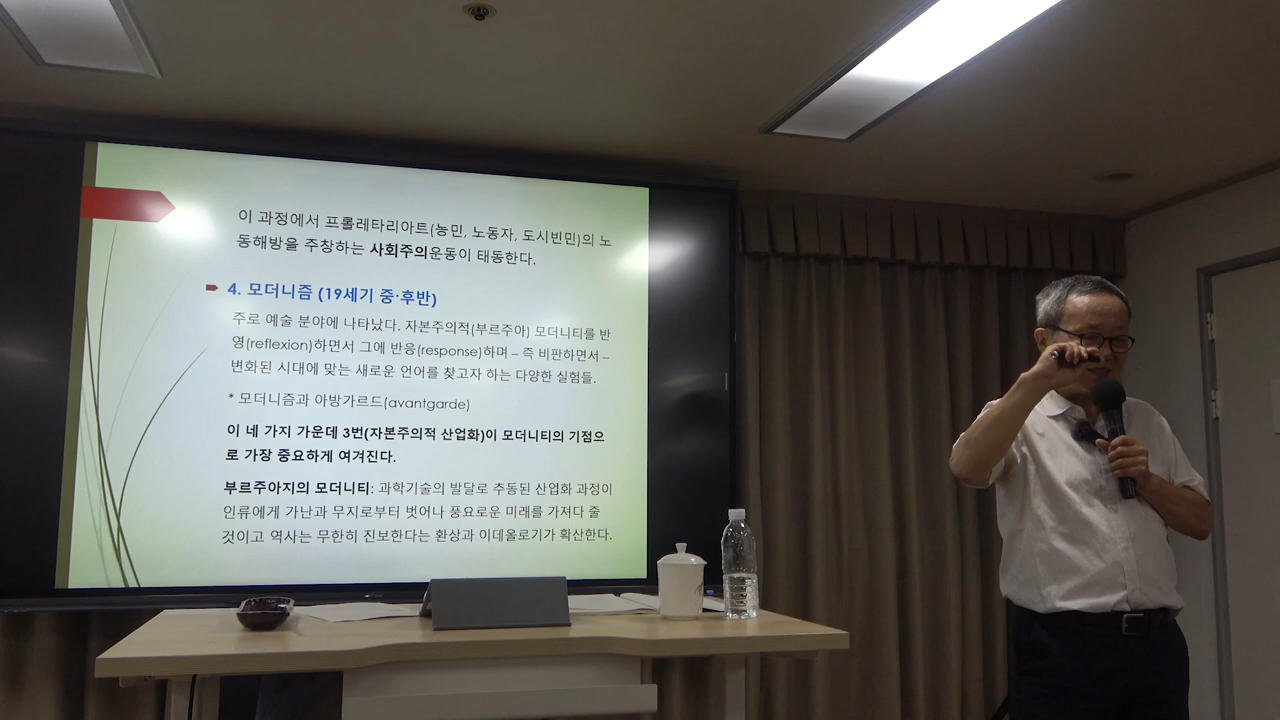 이 과정에서 프롤레타리아트(농민, 노동자, 도시빈민)의 노
동해방을 주창하는 사회주의운동이 태동한다.
4. 모더니즘 (19세기 중·후반)
주로 예술 분야에 나타났다. 자본주의적(부르주아) 모더니티를 반
영(reflexion)하면서 그에 반응(response)하며 – 즉 비판하면서 –
변화된 시대에 맞는 새로운 언어를 찾고자 하는 다양한 실험들.
* 모더니즘과 아방가르드(avantgarde)
이 네 가지 가운데 3번(자본주의적 산업화)이 모더니티의 기점으
로 가장 중요하게 여겨진다.
부르주아지의 모더니티: 과학기술의 발달로 추동된 산업화 과정이
인류에게 가난과 무지로부터 벗어나 풍요로운 미래를 가져다 줄
것이고 역사는 무한히 진보한다는 환상과 이데올로기가 확산한다.